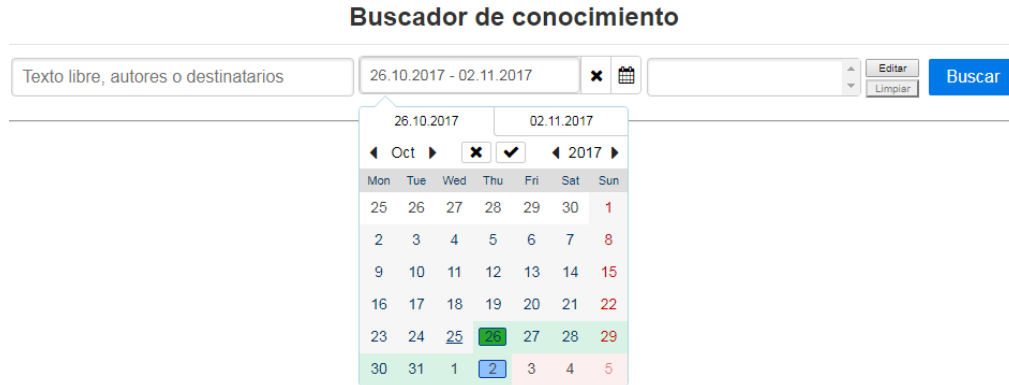 Buscador de conocimiento
Texto libre, autores o destinatarios 26.10.2017 - 02.11.2017 Editar Limpiar Buscar
26.10.2017 02.11.2017
Oct 2017
Mon Tue Wed Thu Fri Sat Sun
25 26 27 28 29 30 1
2 3 4 5 6 7 8
9 10 11 12 13 14 15
16 17 18 19 20 21 22
23 24 25 26 27 28 29
30 31 1 2 3 4 5